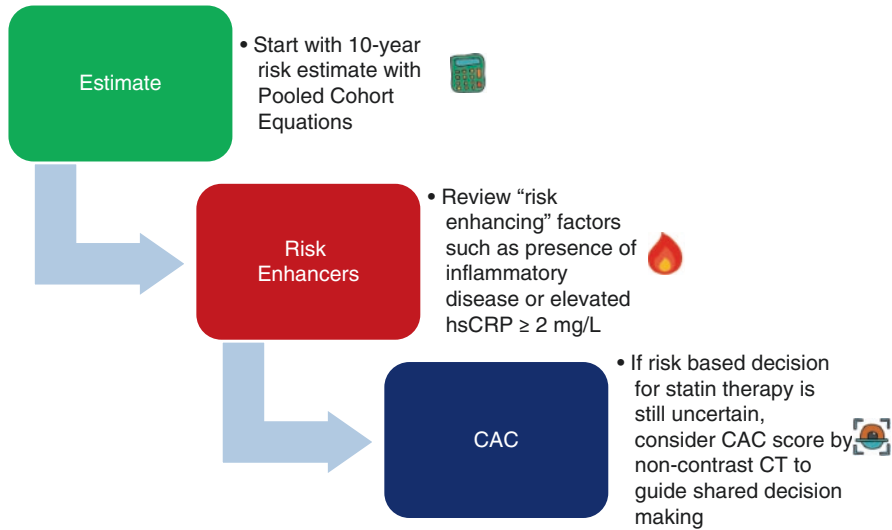 Estimate
• Start with 10-year
risk estimate with
Pooled Cohort
Equations
Risk
Enhancers
• Review “risk
enhancing” factors
such as presence of
inflammatory
disease or elevated
hsCRP ≥ 2 mg/L
CAC
• If risk based decision
for statin therapy is
still uncertain,
consider CAC score by
non-contrast CT to
guide shared decision
making